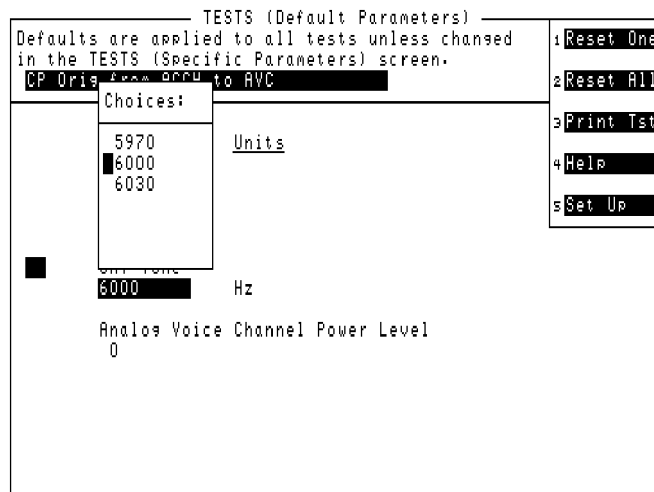 TESTS (Default Parameters)
Defaults are applied to all tests unless changed
in the TESTS (Specific Parameters) screen.
CP Orig from ACCH to AVC
Choices:
5970
6000
6030
Units
6000 Hz
Analog Voice Channel Power Level
0
1 Reset One
2 Reset All
3 Print Tst
4 Help
5 Set Up